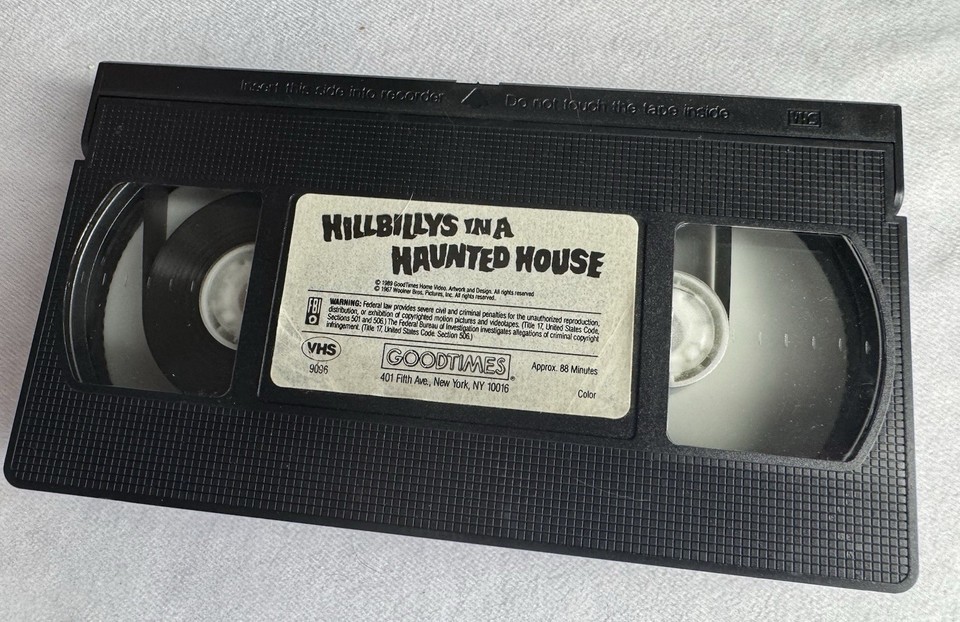 Insert this side into recorder Do not touch the tape inside VHS
HILLBILLYS IN A
HAUNTED HOUSE
© 1989 GoodTimes Home Video. Artwork and Design. All rights reserved
© 1967 Woolner Bros. Pictures, Inc. All rights reserved.
FBI WARNING: Federal law provides severe civil and criminal penalties for the unauthorized reproduction,
distribution, or exhibition of copyrighted motion pictures and videotapes. (Title 17, United States Code,
Sections 501 and 506.) The Federal Bureau of Investigation investigates allegations of criminal copyright
infringement. (Title 17, United States Code. Section 506.)
VHS GOODTIMES® Approx. 88 Minutes
9096 401 Fifth Ave., New York, NY 10016
Color